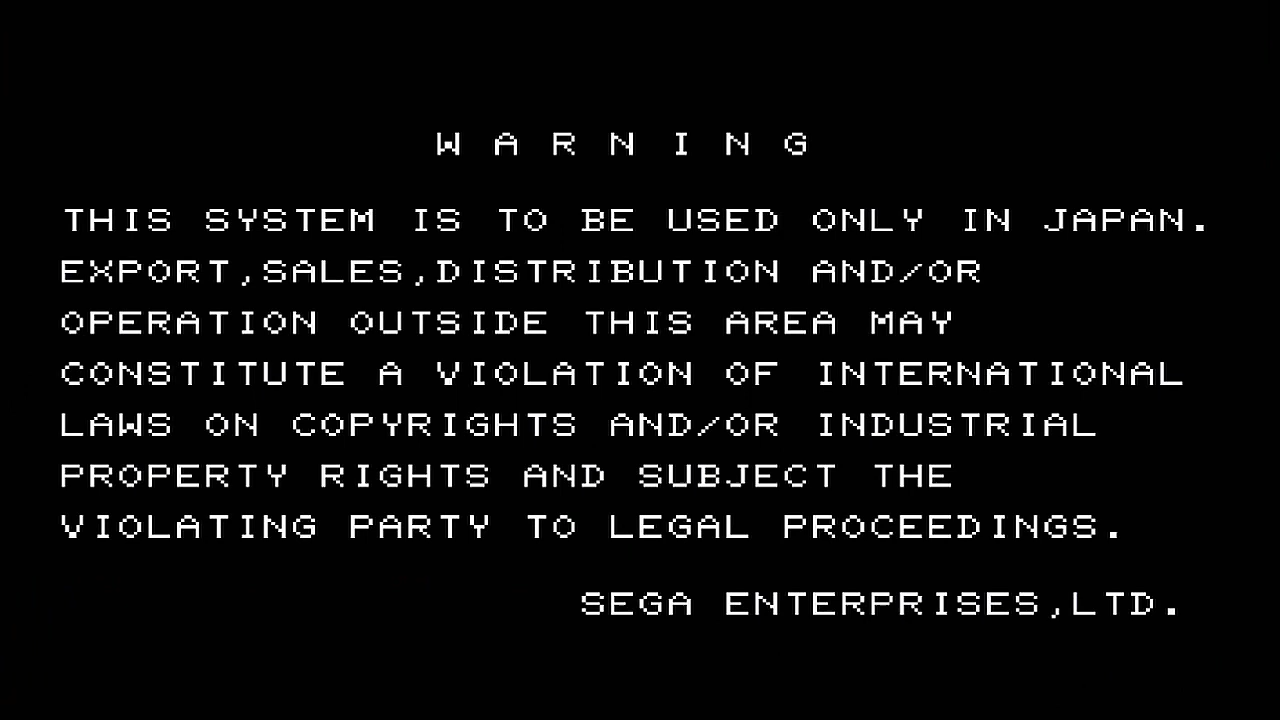 W A R N I N G
THIS SYSTEM IS TO BE USED ONLY IN JAPAN.
EXPORT,SALES,DISTRIBUTION AND/OR
OPERATION OUTSIDE THIS AREA MAY
CONSTITUTE A VIOLATION OF INTERNATIONAL
LAWS ON COPYRIGHTS AND/OR INDUSTRIAL
PROPERTY RIGHTS AND SUBJECT THE
VIOLATING PARTY TO LEGAL PROCEEDINGS.
SEGA ENTERPRISES,LTD.